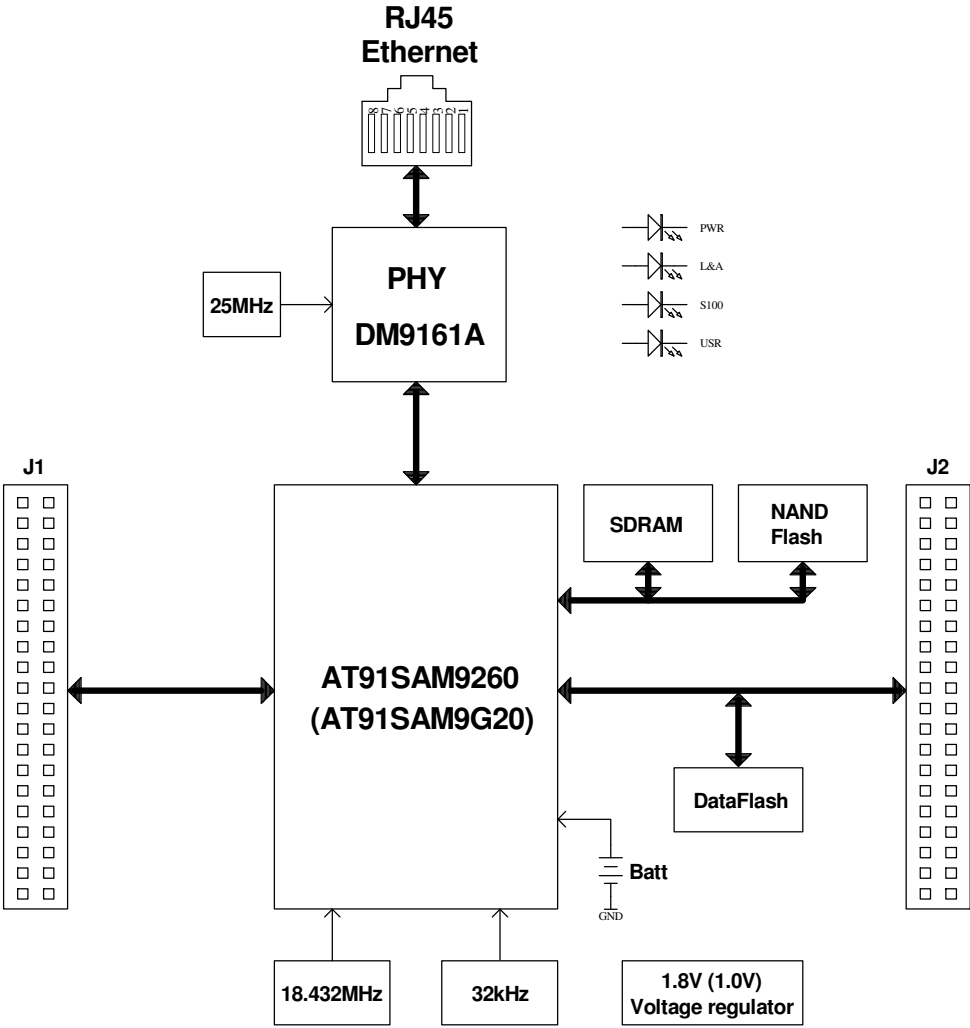 RJ45
Ethernet
8 7 6 5 4 3 2 1
PHY
DM9161A
25MHz
PWR
L&A
S100
USR
J1
J2
SDRAM
NAND
Flash
AT91SAM9260
(AT91SAM9G20)
DataFlash
Batt
GND
18.432MHz
32kHz
1.8V (1.0V)
Voltage regulator